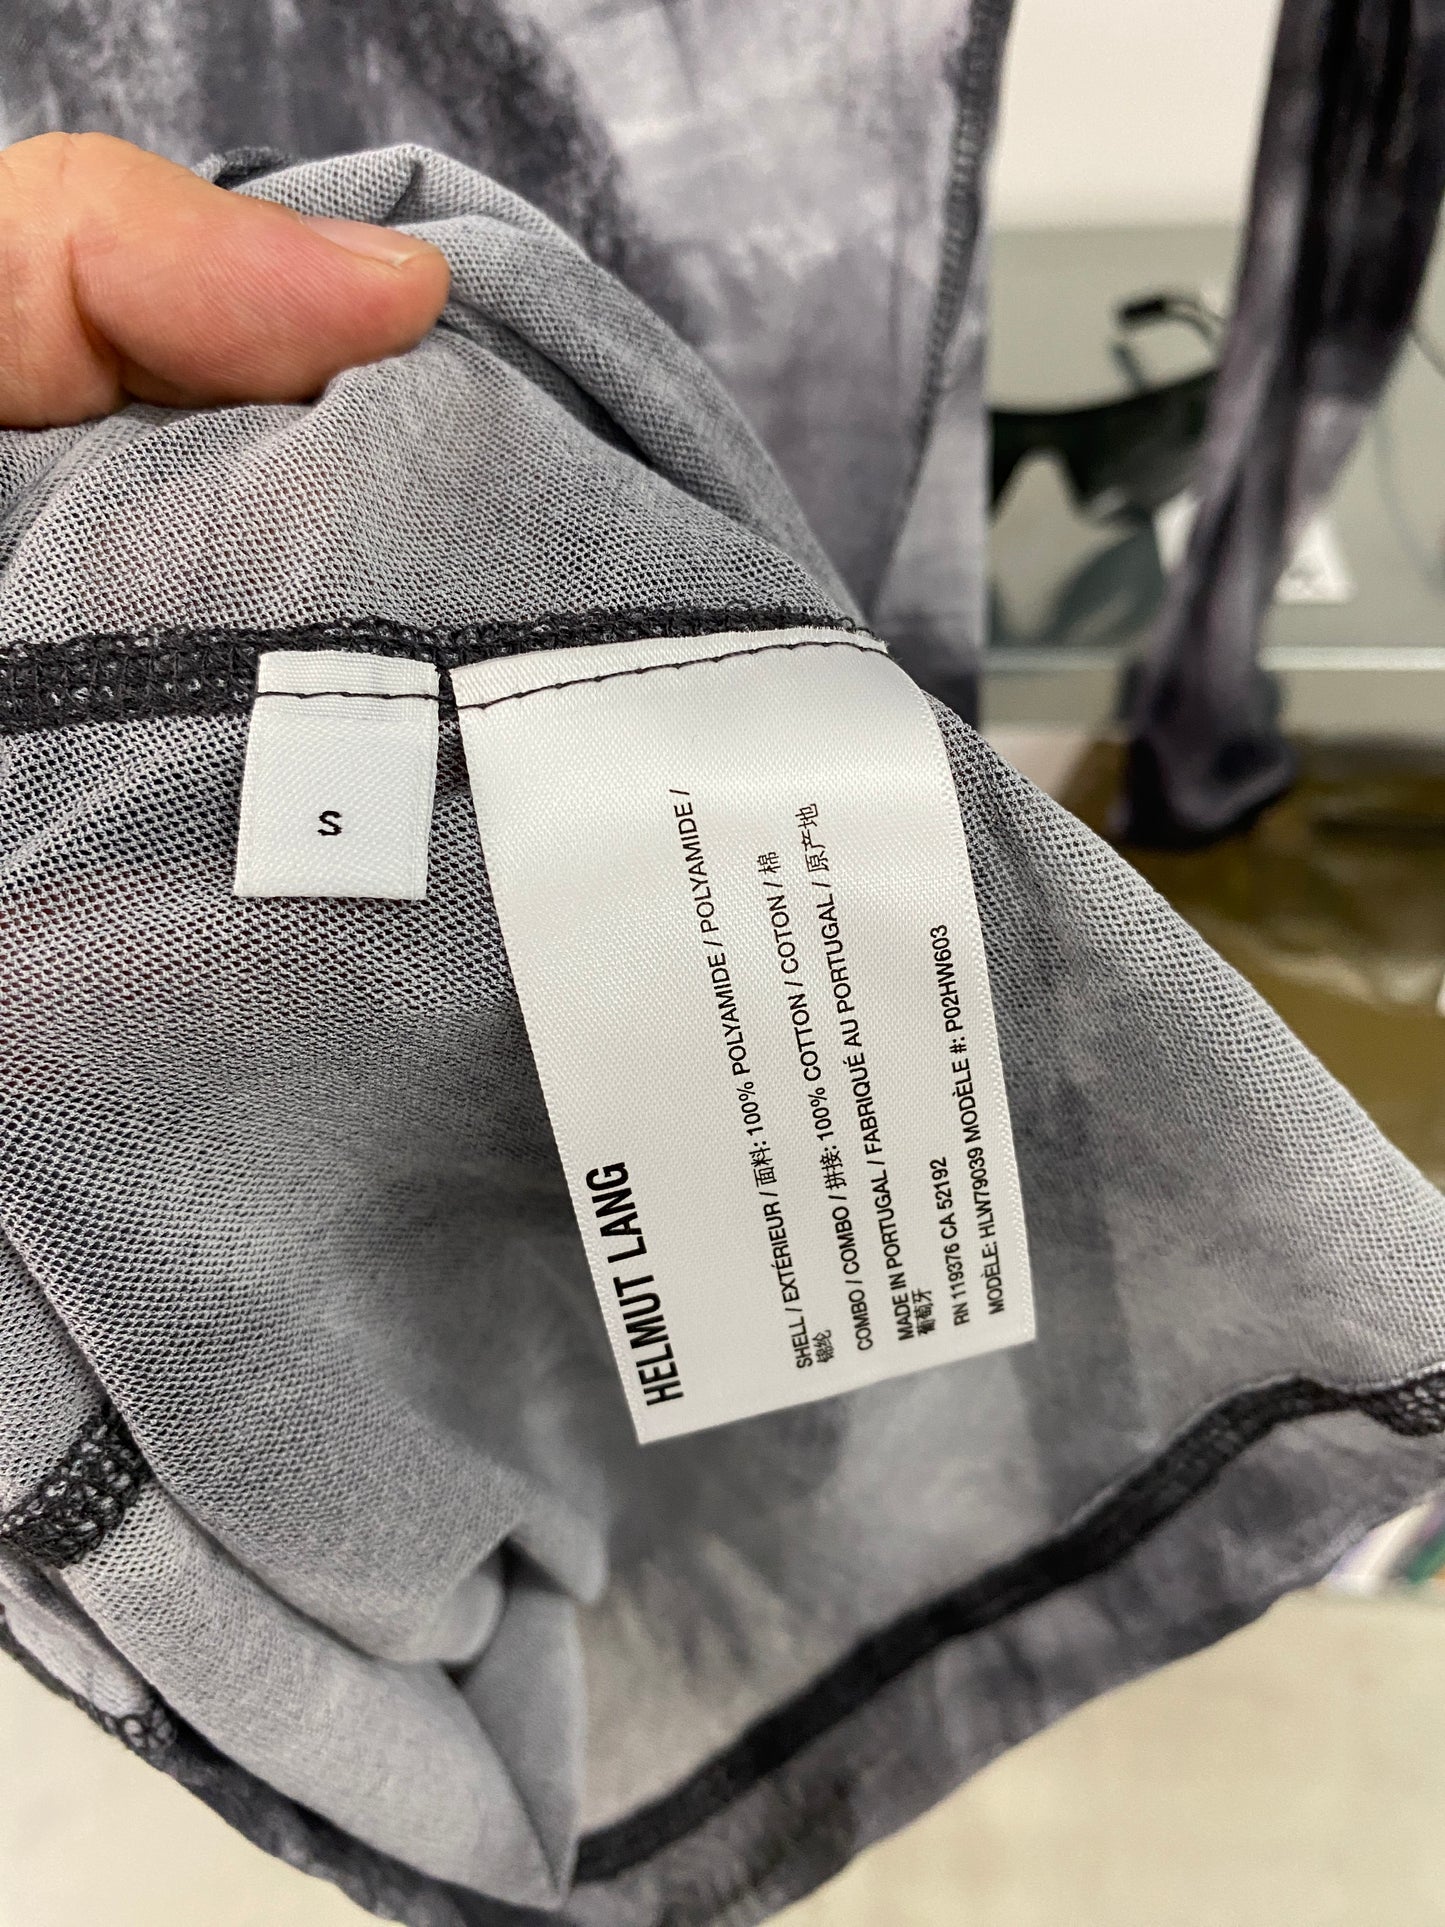 S
HELMUT LANG
SHELL / EXTÉRIEUR / 面料: 100% POLYAMIDE / POLYAMIDE /
锦纶
COMBO / COMBO / 拼接: 100% COTTON / COTON / 棉
MADE IN PORTUGAL / FABRIQUÉ AU PORTUGAL / 原产地
葡萄牙
RN 119376 CA 52192
MODÈLE: HLW79039 MODÈLE #: P02HW603